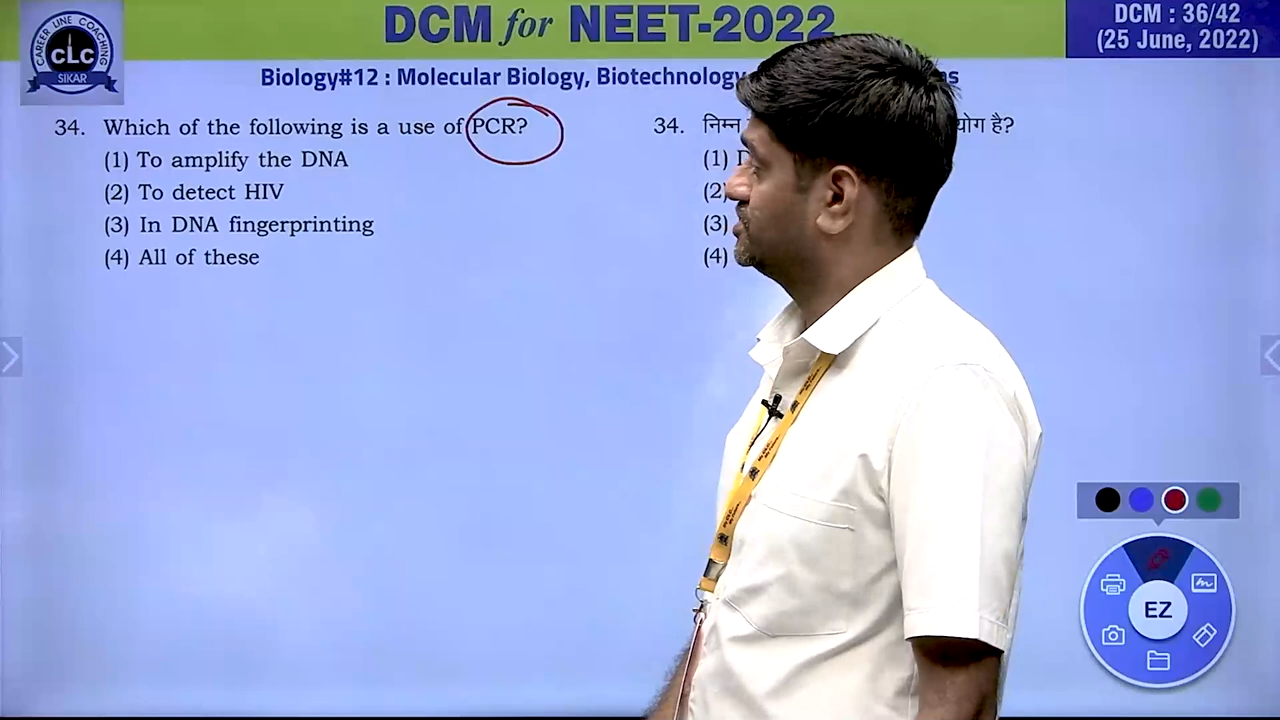 DCM for NEET-2022
DCM : 36/42
(25 June, 2022)
CAREER LINE COACHING
CLC
SIKAR
Biology#12 : Molecular Biology, Biotechnology
34. Which of the following is a use of PCR?
(1) To amplify the DNA
(2) To detect HIV
(3) In DNA fingerprinting
(4) All of these
34. निम्न है?
(1)
(2)
(3)
(4)
EZ